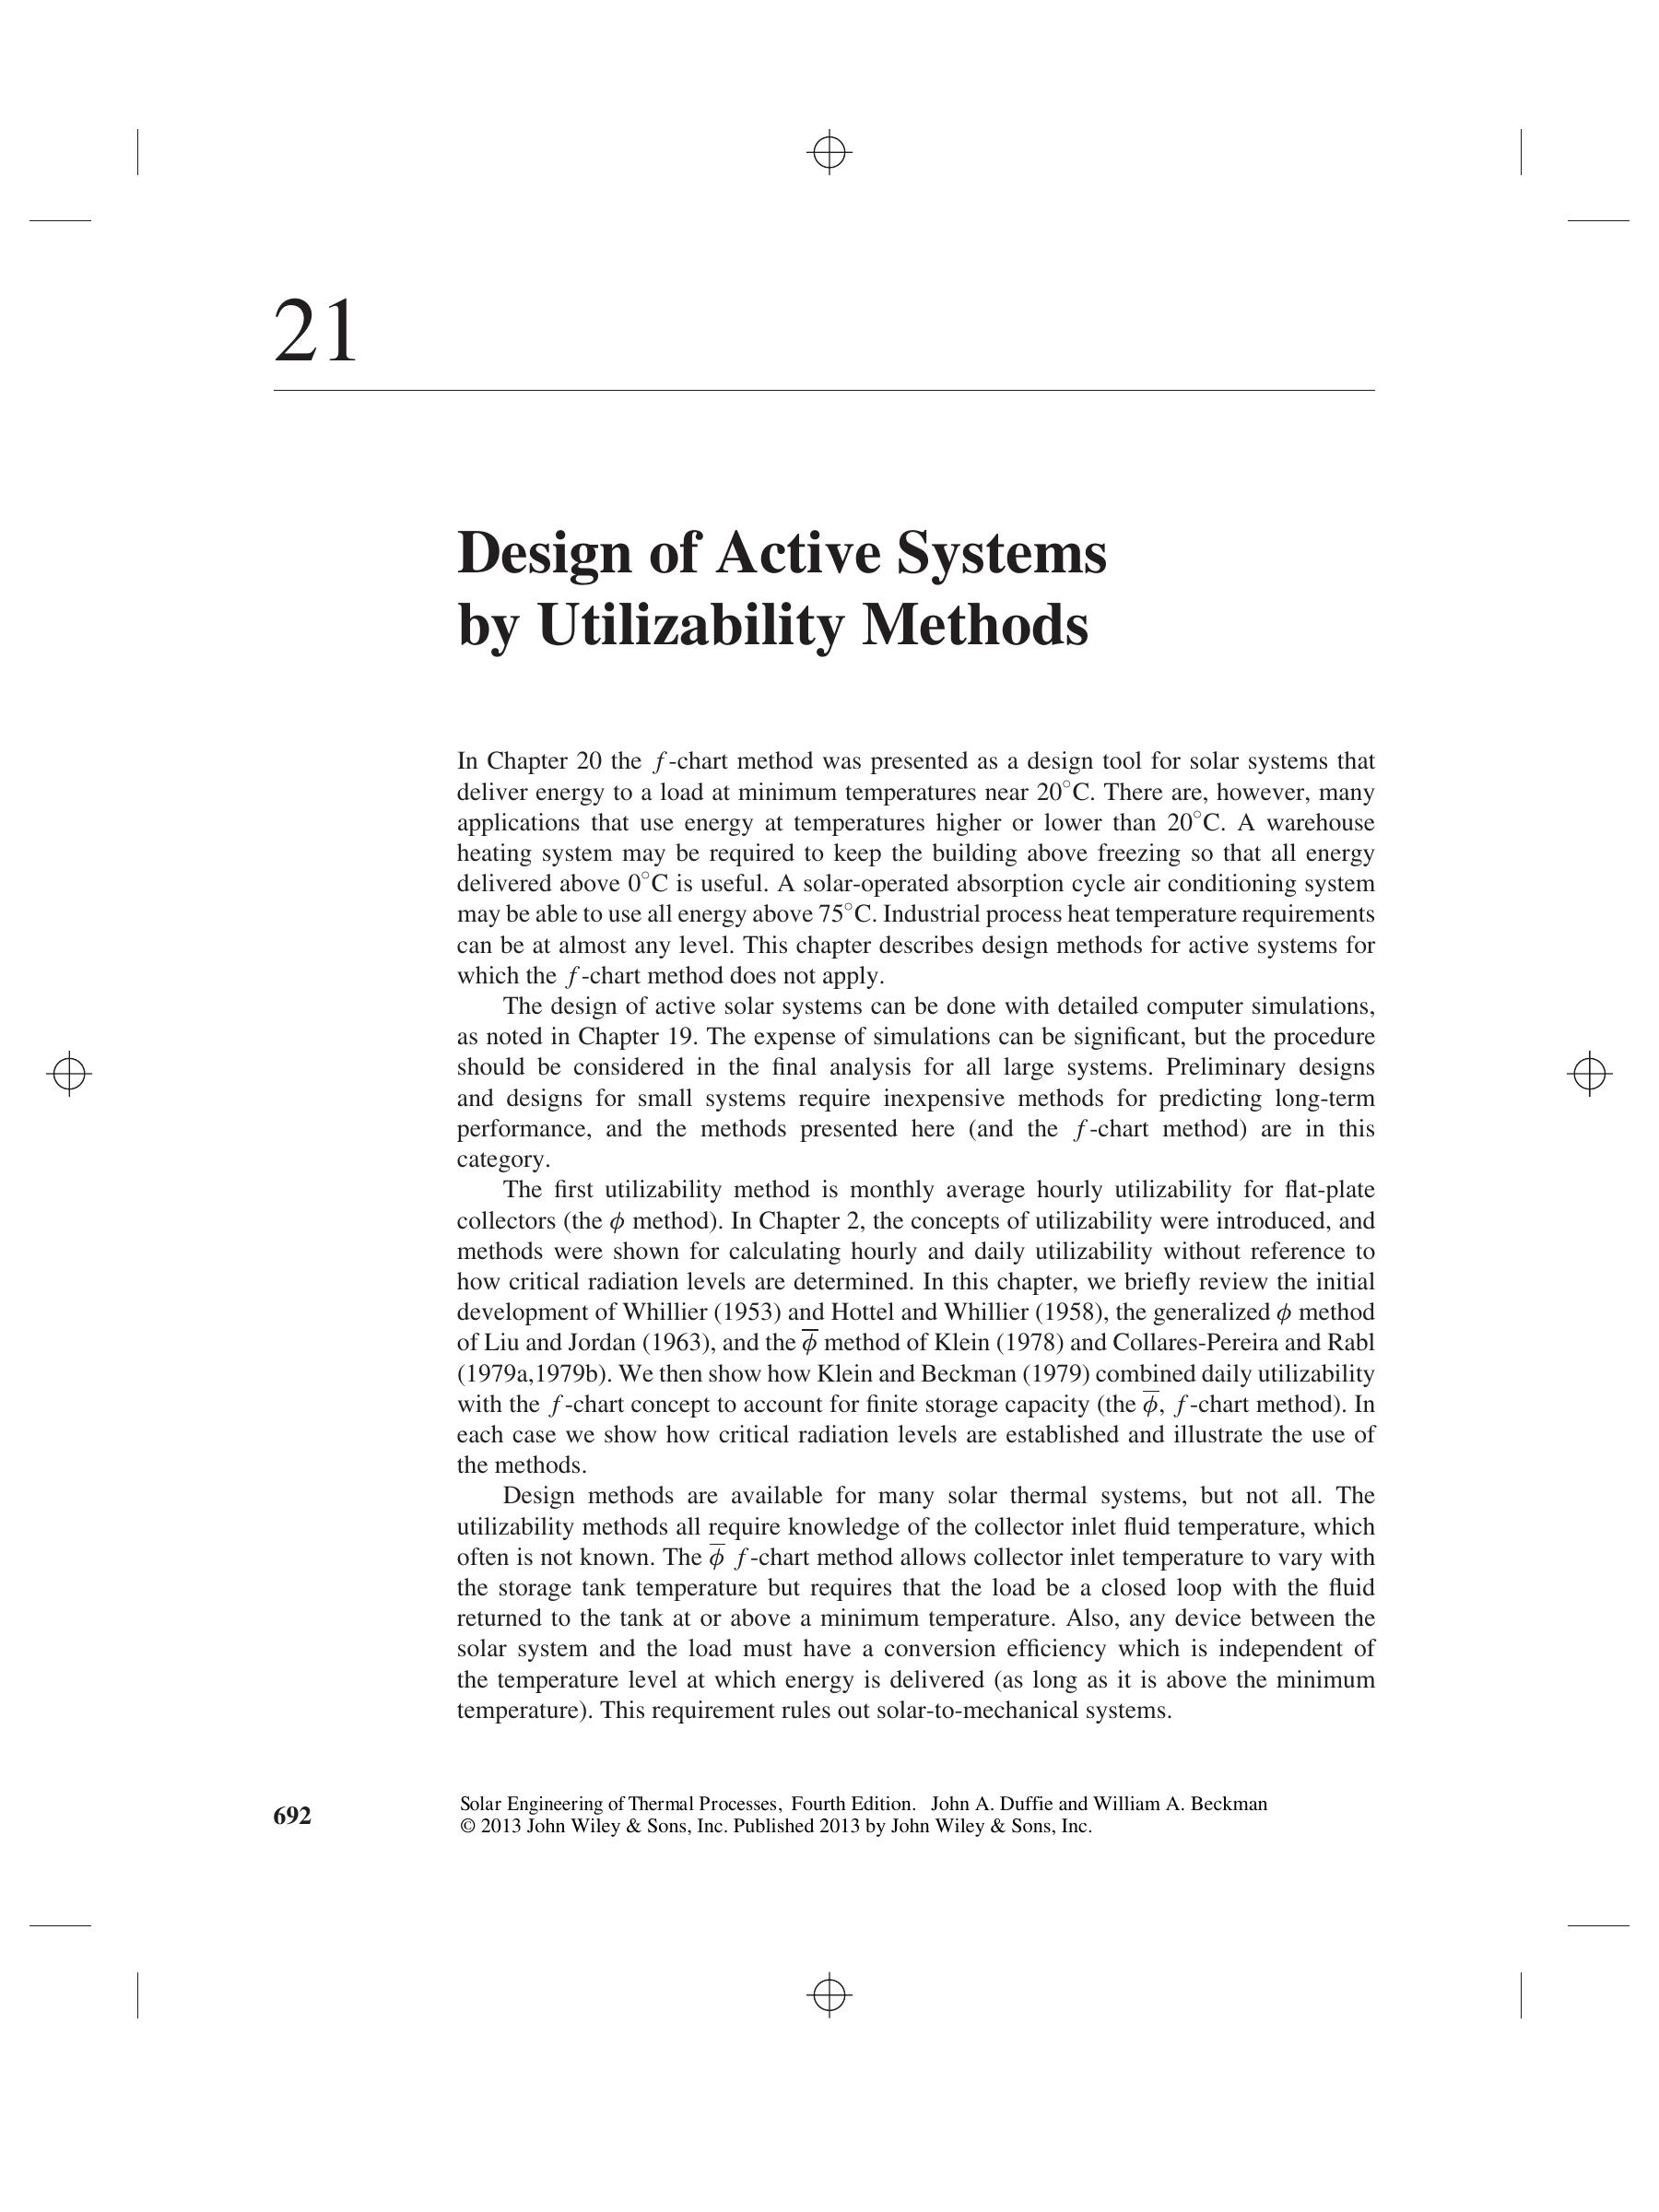 21
Design of Active Systems
by Utilizability Methods
In Chapter 20 the f-chart method was presented as a design tool for solar systems that
deliver energy to a load at minimum temperatures near 20°C. There are, however, many
applications that use energy at temperatures higher or lower than 20°C. A warehouse
heating system may be required to keep the building above freezing so that all energy
delivered above 0°C is useful. A solar-operated absorption cycle air conditioning system
may be able to use all energy above 75°C. Industrial process heat temperature requirements
can be at almost any level. This chapter describes design methods for active systems for
which the f-chart method does not apply.
The design of active solar systems can be done with detailed computer simulations,
as noted in Chapter 19. The expense of simulations can be significant, but the procedure
should be considered in the final analysis for all large systems. Preliminary designs
and designs for small systems require inexpensive methods for predicting long-term
performance, and the methods presented here (and the f-chart method) are in this
category.
The first utilizability method is monthly average hourly utilizability for flat-plate
collectors (the ϕ method). In Chapter 2, the concepts of utilizability were introduced, and
methods were shown for calculating hourly and daily utilizability without reference to
how critical radiation levels are determined. In this chapter, we briefly review the initial
development of Whillier (1953) and Hottel and Whillier (1958), the generalized ϕ method
of Liu and Jordan (1963), and the ϕ̅ method of Klein (1978) and Collares-Pereira and Rabl
(1979a,1979b). We then show how Klein and Beckman (1979) combined daily utilizability
with the f-chart concept to account for finite storage capacity (the ϕ̅, f-chart method). In
each case we show how critical radiation levels are established and illustrate the use of
the methods.
Design methods are available for many solar thermal systems, but not all. The
utilizability methods all require knowledge of the collector inlet fluid temperature, which
often is not known. The ϕ̅ f-chart method allows collector inlet temperature to vary with
the storage tank temperature but requires that the load be a closed loop with the fluid
returned to the tank at or above a minimum temperature. Also, any device between the
solar system and the load must have a conversion efficiency which is independent of
the temperature level at which energy is delivered (as long as it is above the minimum
temperature). This requirement rules out solar-to-mechanical systems.
692
Solar Engineering of Thermal Processes, Fourth Edition. John A. Duffie and William A. Beckman
© 2013 John Wiley & Sons, Inc. Published 2013 by John Wiley & Sons, Inc.